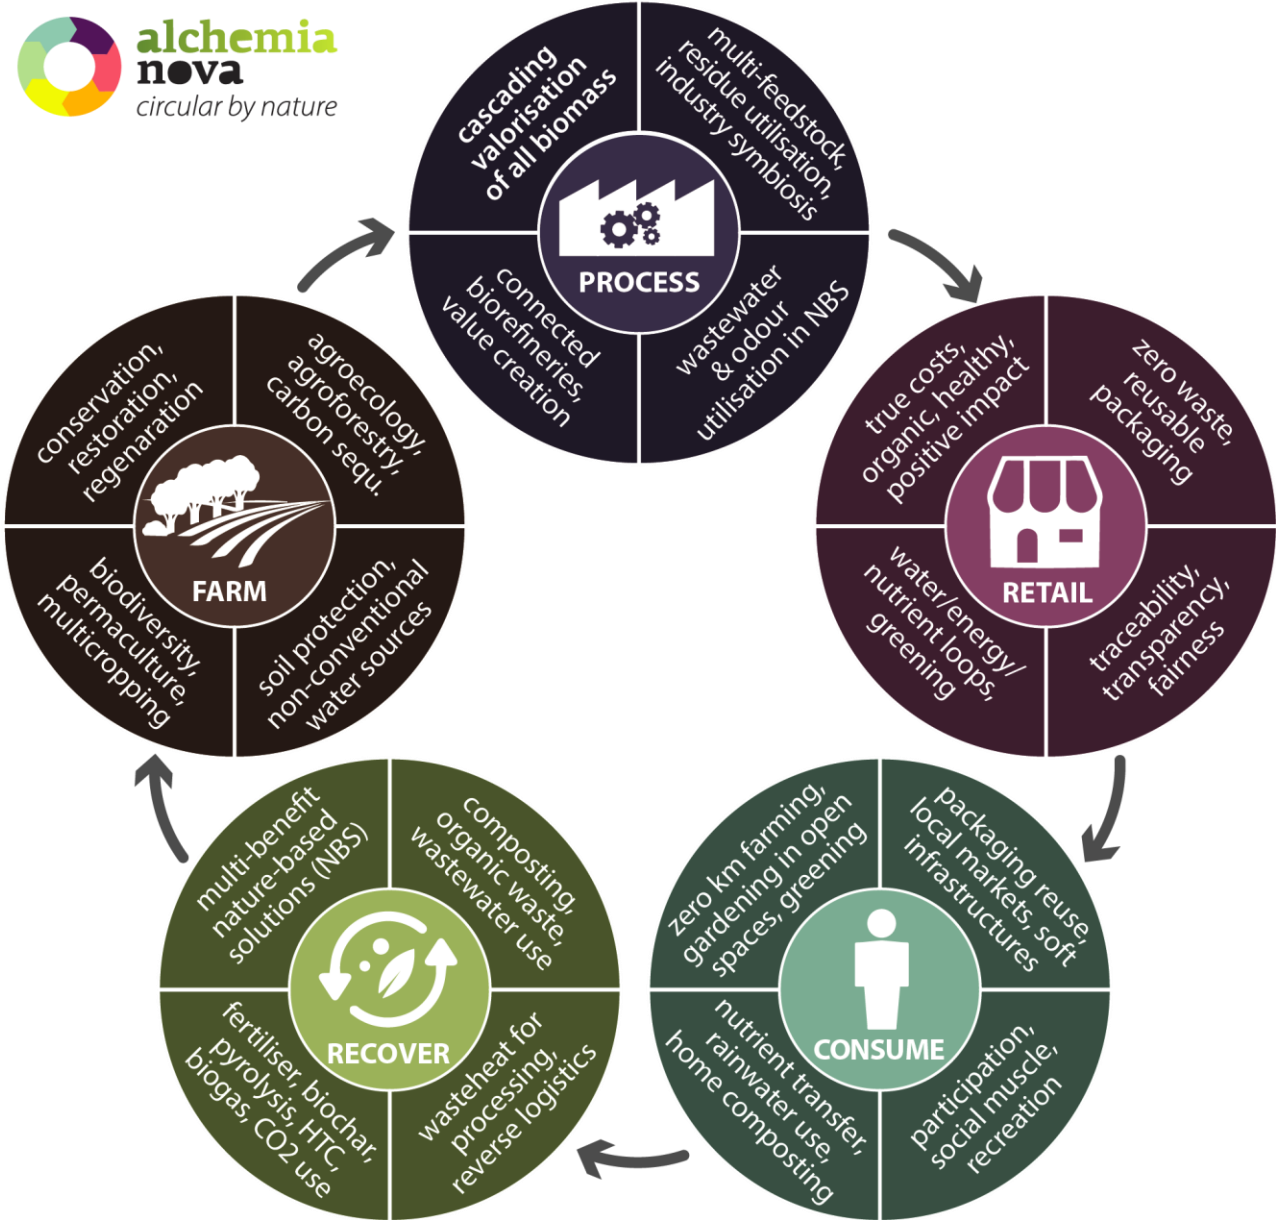 alchemia
nova
circular by nature
cascading
valorisation
of all biomass
multi-feedstock,
residue utilisation,
industry symbiosis
PROCESS
connected
biorefineries,
value creation
wastewater
& odour
utilisation in NBS
conservation,
restoration,
regenaration
agroecology,
agroforestry.
carbon sequ.
FARM
biodiversity,
permaculture,
multicropping
soil protection,
non-conventional
water sources
true costs,
organic, healthy,
positive impact
zero waste,
reusable
packaging
RETAIL
water/energy/
nutrient loops,
greening
traceability,
transparency,
fairness
multi-benefit
nature-based
solutions (NBS)
composting,
organic waste,
wastewater use
RECOVER
fertiliser, biochar,
pyrolysis, HTC,
biogas, CO2 use
wasteheat for
processing,
reverse logistics
zero km farming,
gardening in open
spaces, greening
packaging reuse,
local markets, soft
infrastructures
CONSUME
nutrient transfer,
rainwater use,
home composting
participation,
social muscle,
recreation